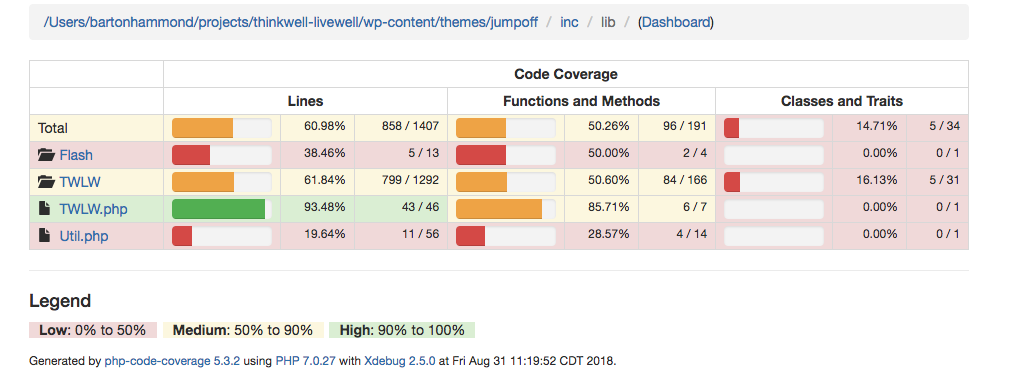 /Users/bartonhammond/projects/thinkwell-livewell/wp-content/themes/jumpoff / inc / lib / (Dashboard)
Code Coverage
Lines Functions and Methods Classes and Traits
Total 60.98% 858 / 1407 50.26% 96 / 191 14.71% 5 / 34
Flash 38.46% 5 / 13 50.00% 2 / 4 0.00% 0 / 1
TWLW 61.84% 799 / 1292 50.60% 84 / 166 16.13% 5 / 31
TWLW.php 93.48% 43 / 46 85.71% 6 / 7 0.00% 0 / 1
Util.php 19.64% 11 / 56 28.57% 4 / 14 0.00% 0 / 1
Legend
Low: 0% to 50% Medium: 50% to 90% High: 90% to 100%
Generated by php-code-coverage 5.3.2 using PHP 7.0.27 with Xdebug 2.5.0 at Fri Aug 31 11:19:52 CDT 2018.